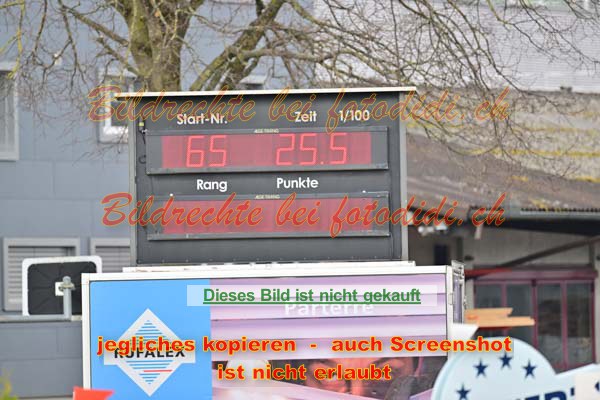 Bildrechte bei fotodidi.ch
Start-Nr. Zeit 1/100
65 25.5
Rang Punkte
Bildrechte bei fotodidi.ch
Dieses Bild ist nicht gekauft
Parterre
jegliches kopieren - auch Screenshot
RUFALEX
ist nicht erlaubt